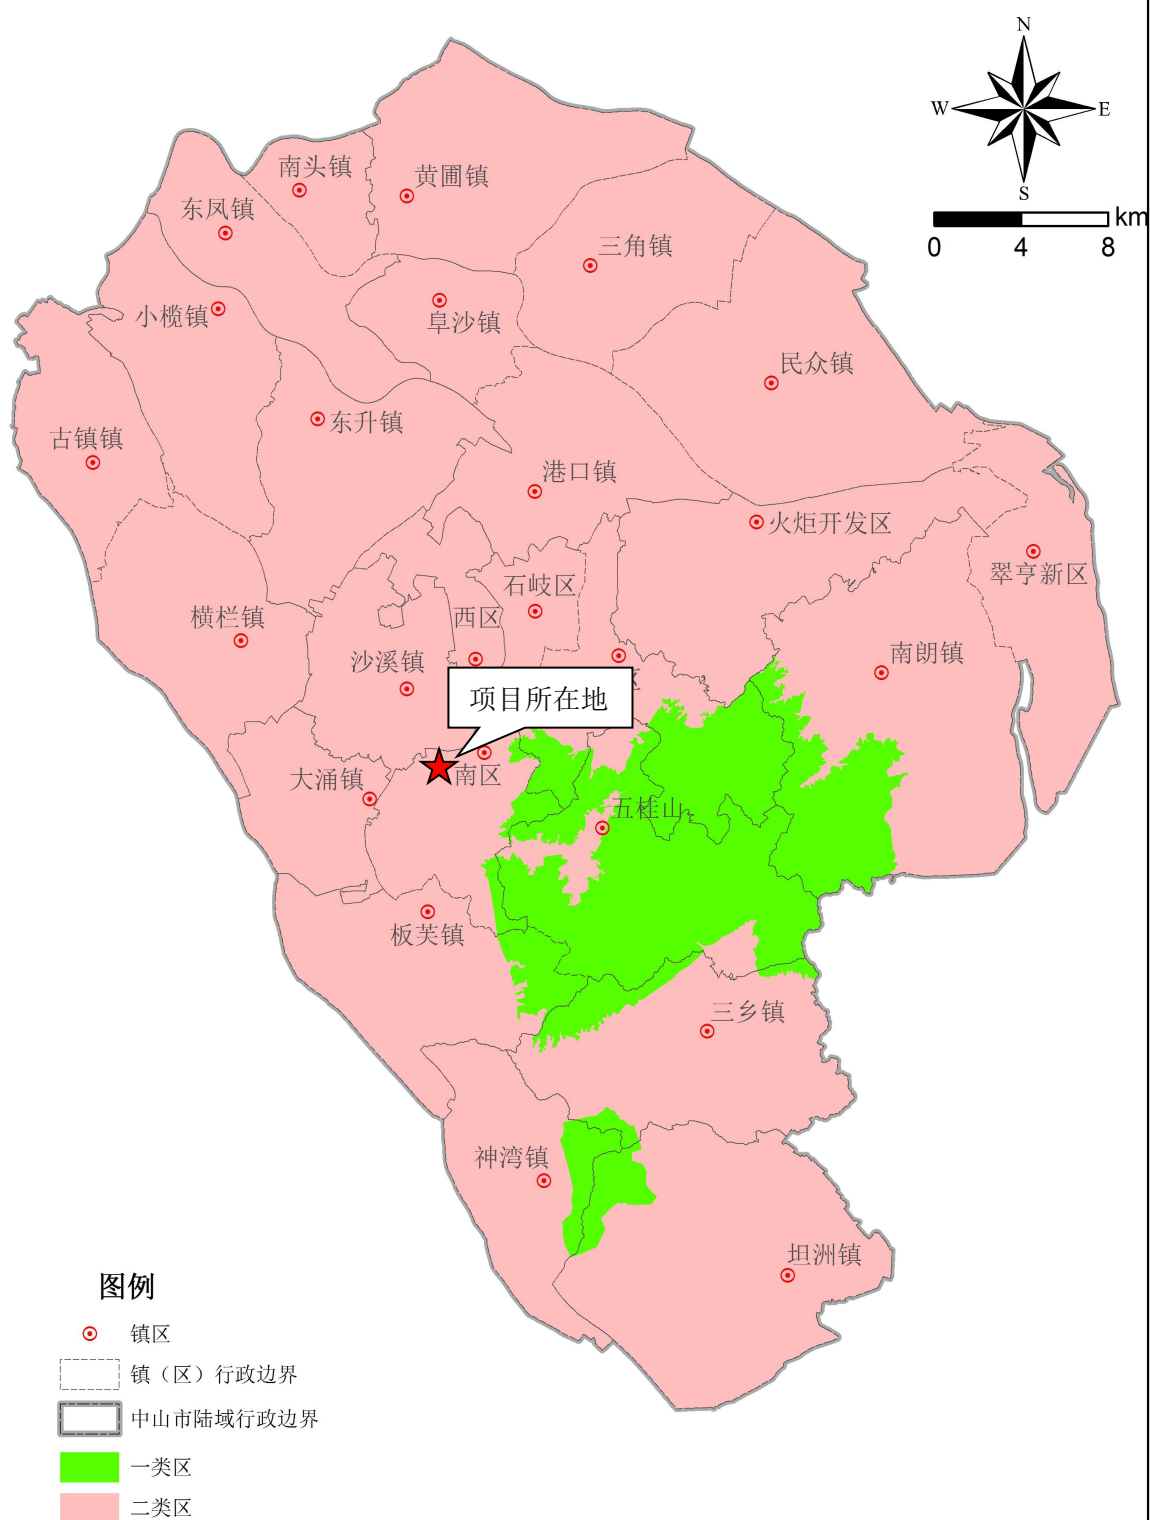 N
W
E
S
km
0
4
8
南头镇
黄圃镇
东凤镇
三角镇
小榄镇
阜沙镇
民众镇
东升镇
古镇镇
港口镇
火炬开发区
翠亨新区
石岐区
西区
横栏镇
沙溪镇
南朗镇
区
项目所在地
南区
大涌镇
五桂山
板芙镇
三乡镇
神湾镇
坦洲镇
图例
镇区
镇（区）行政边界
中山市陆域行政边界
一类区
二类区